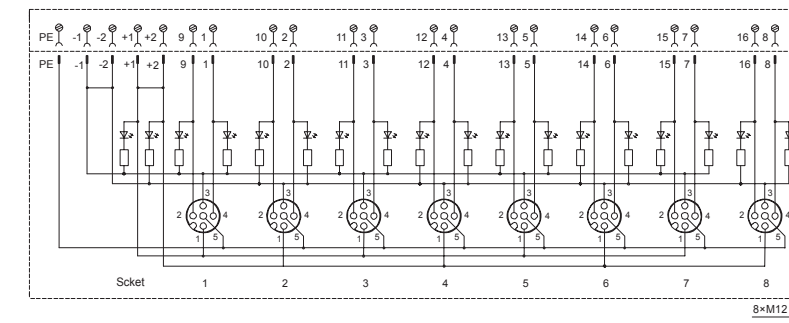 PE -1 -2 +1 +2 9 1 10 2 11 3 12 4 13 5 14 6 15 7 16 8
PE -1 -2 +1 +2 9 1 10 2 11 3 12 4 13 5 14 6 15 7 16 8
3 3 3 3 3 3 3 3
2 4 2 4 2 4 2 4 2 4 2 4 2 4 2 4
1 5 1 5 1 5 1 5 1 5 1 5 1 5 1 5
Scket 1 2 3 4 5 6 7 8
8×M12